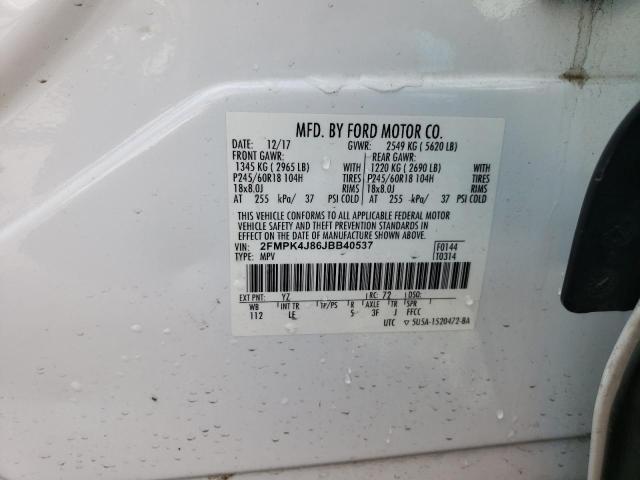 MFD. BY FORD MOTOR CO.
DATE: 12/17 GVWR: 2549 KG ( 5620 LB)
FRONT GAWR: REAR GAWR:
1345 KG ( 2965 LB) WITH 1220 KG ( 2690 LB) WITH
P245/60R18 104H TIRES P245/60R18 104H TIRES
18x8.0J RIMS 18x8.0J RIMS
AT 255 kPa/ 37 PSI COLD AT 255 kPa/ 37 PSI COLD
THIS VEHICLE CONFORMS TO ALL APPLICABLE FEDERAL MOTOR
VEHICLE SAFETY AND THEFT PREVENTION STANDARDS IN
EFFECT ON THE DATE OF MANUFACTURE SHOWN ABOVE.
VIN: 2FMPK4J86JBB40537 F0144
TYPE: MPV T0314
EXT PNT: YZ RC: 72 DSO:
WB INT TR TP/PS R AXLE TR SPR
112 LE 5 3F J FFCC
UTC ▽ 5U5A-1520472-BA